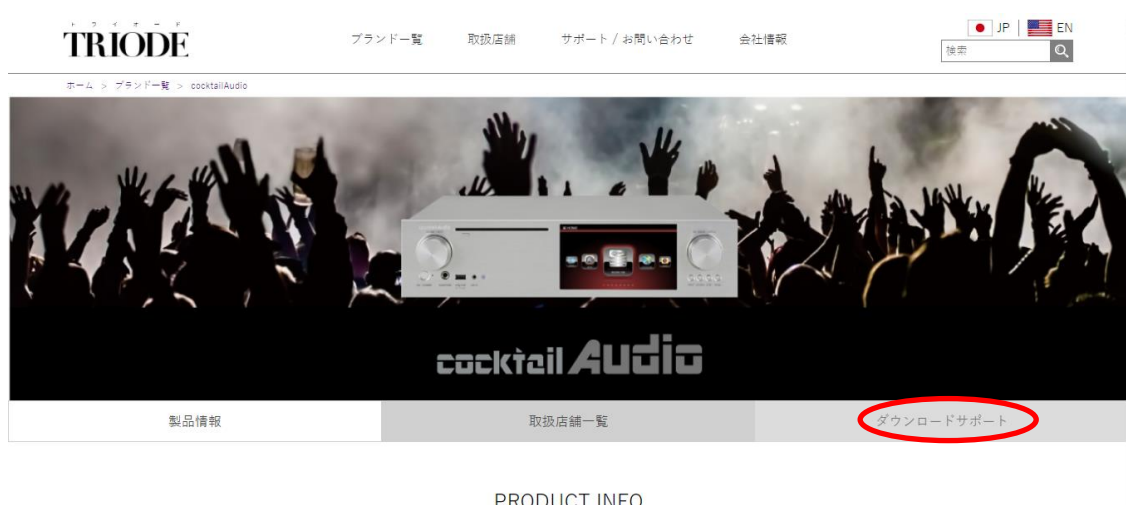 トライオード
TRIODE
ブランド一覧 取扱店舗 サポート / お問い合わせ 会社情報
JP | EN
検索
ホーム > ブランド一覧 > cocktailAudio
cocktail Audio
製品情報 取扱店舗一覧 ダウンロードサポート
PRODUCT INFO